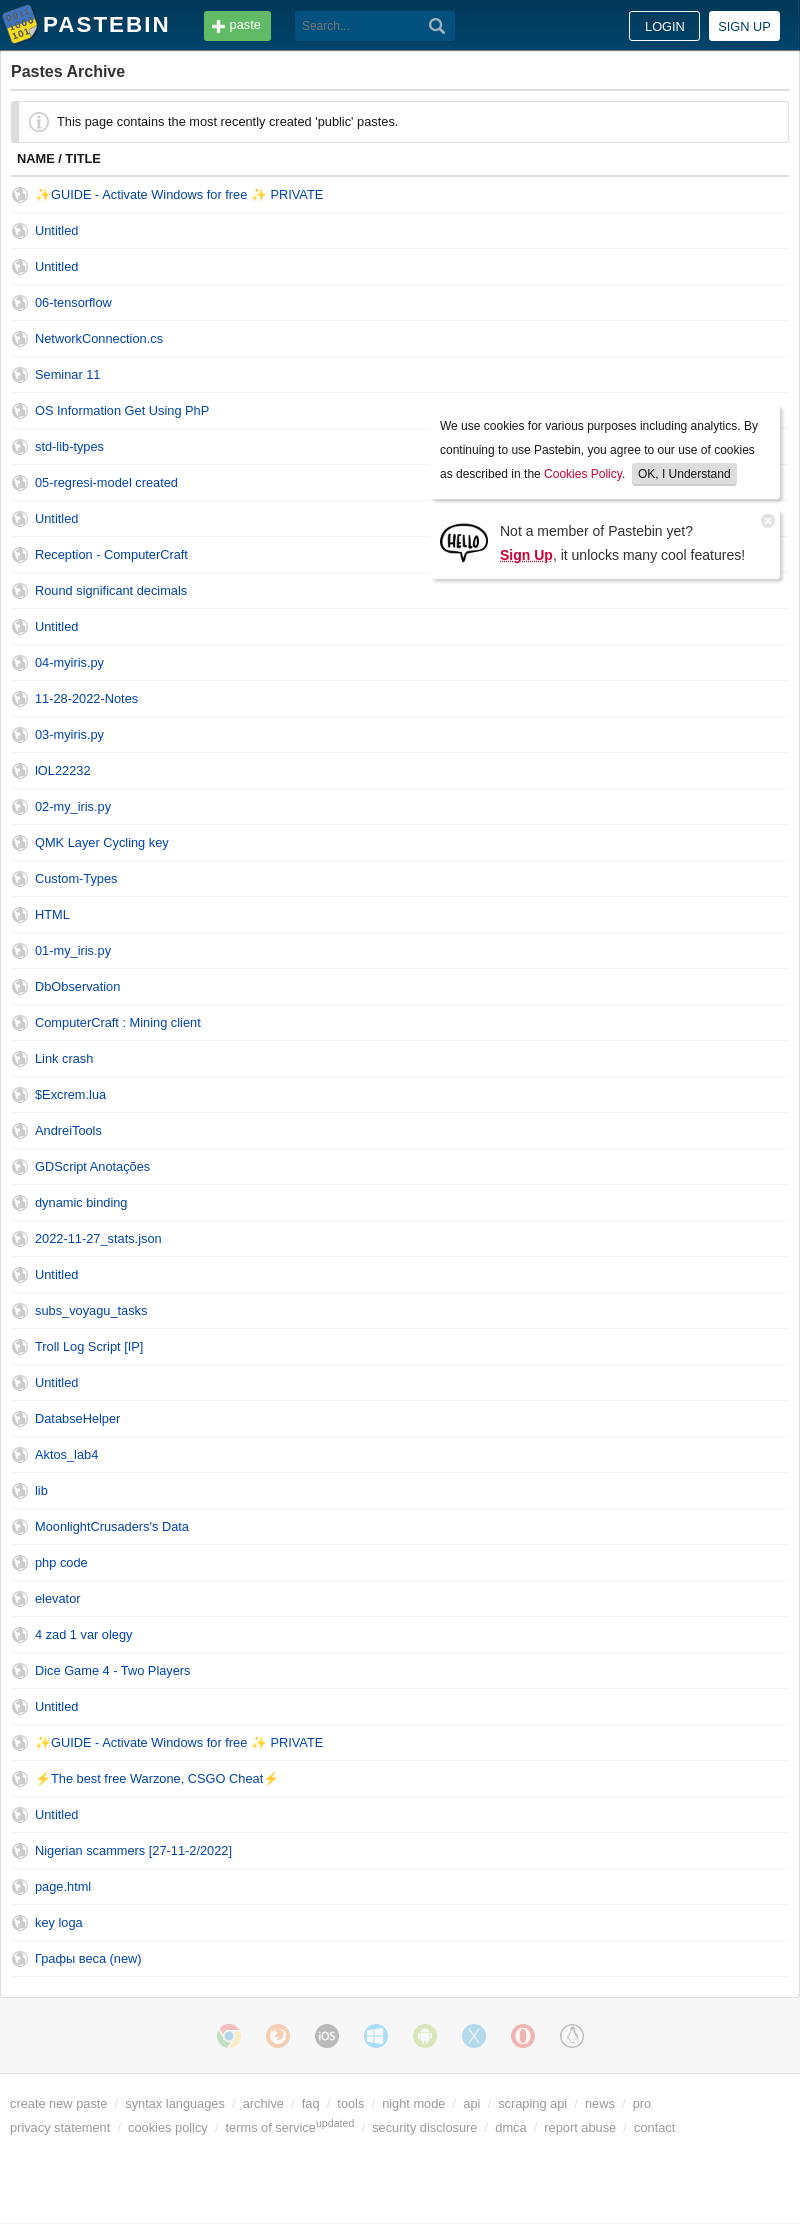 PASTEBIN paste Search... LOGIN SIGN UP
Pastes Archive
This page contains the most recently created 'public' pastes.
NAME / TITLE
✨GUIDE - Activate Windows for free ✨ PRIVATE
Untitled
Untitled
06-tensorflow
NetworkConnection.cs
Seminar 11
OS Information Get Using PhP
std-lib-types
05-regresi-model created
Untitled
Reception - ComputerCraft
Round significant decimals
We use cookies for various purposes including analytics. By
continuing to use Pastebin, you agree to our use of cookies
as described in the Cookies Policy. OK, I Understand
HELLO
Not a member of Pastebin yet?
Sign Up, it unlocks many cool features!
Untitled
04-myiris.py
11-28-2022-Notes
03-myiris.py
lOL22232
02-my_iris.py
QMK Layer Cycling key
Custom-Types
HTML
01-my_iris.py
DbObservation
ComputerCraft : Mining client
Link crash
$Excrem.lua
AndreiTools
GDScript Anotações
dynamic binding
2022-11-27_stats.json
Untitled
subs_voyagu_tasks
Troll Log Script [IP]
Untitled
DatabseHelper
Aktos_lab4
lib
MoonlightCrusaders's Data
php code
elevator
4 zad 1 var olegy
Dice Game 4 - Two Players
Untitled
✨GUIDE - Activate Windows for free ✨ PRIVATE
⚡The best free Warzone, CSGO Cheat⚡
Untitled
Nigerian scammers [27-11-2/2022]
page.html
key loga
Графы веса (new)
iOS
create new paste / syntax languages / archive / faq / tools / night mode / api / scraping api / news / pro
privacy statement / cookies policy / terms of serviceupdated / security disclosure / dmca / report abuse / contact